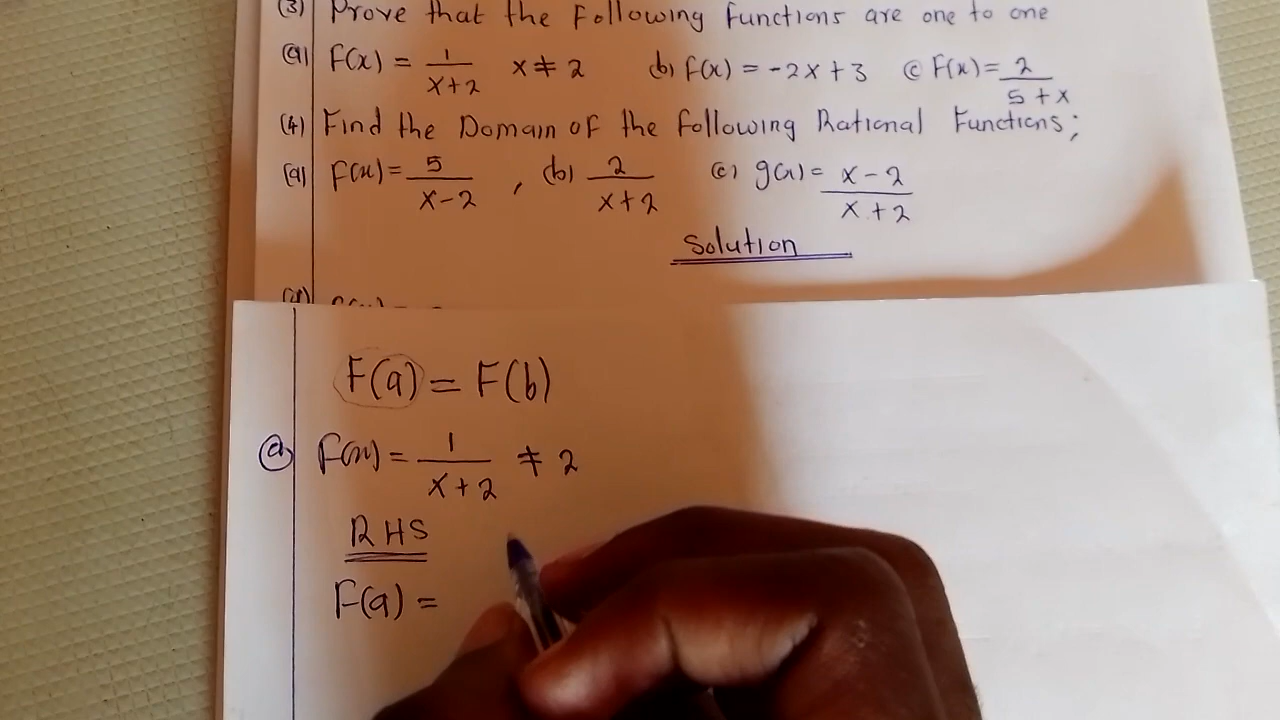 (3) Prove that the following functions are one to one
(a) F(x) = 1/x+2 x ≠ 2 (b) F(x) = -2x+3 (c) F(x) = 2/5+x
(4) Find the Domain of the following Rational Functions;
(a) F(x) = 5/x-2 , (b) 2/x+2 (c) g(x) = x-2/x+2
Solution
F(a) = F(b)
(a) F(x) = 1/x+2 ≠ 2
RHS
F(a) =